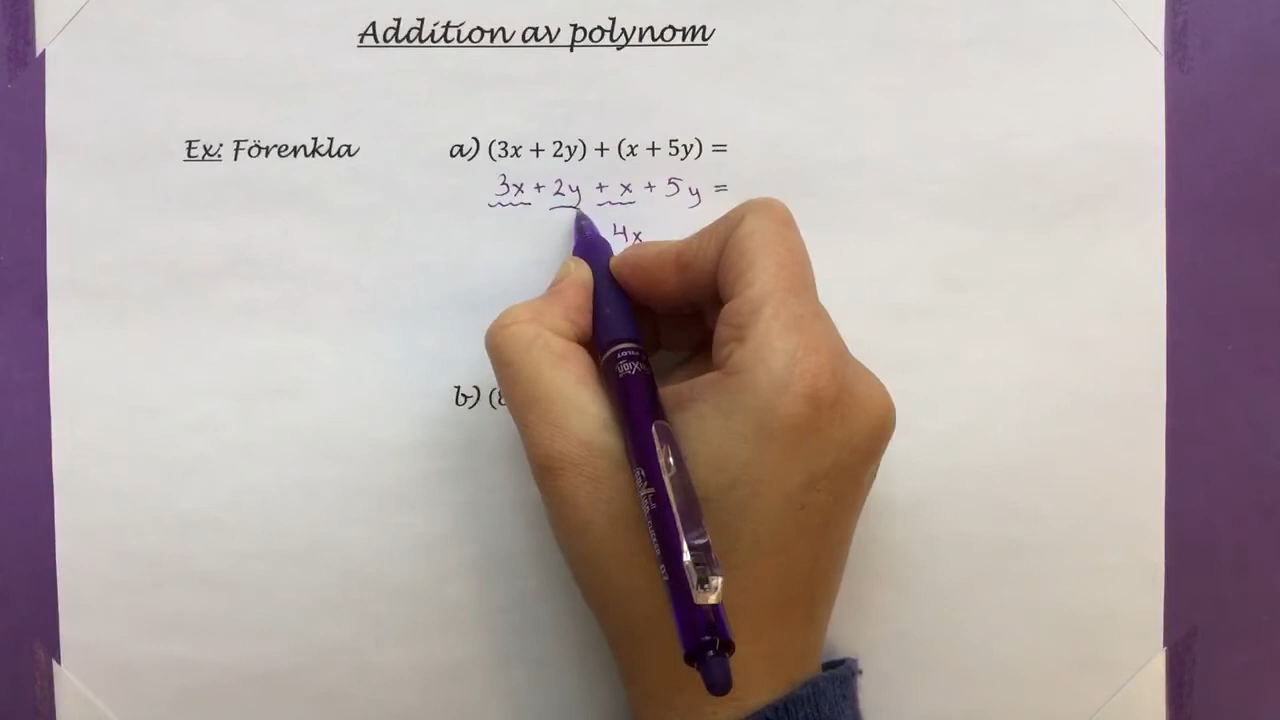 Addition av polynom
Ex: Förenkla
a) (3x + 2y) + (x + 5y) =
3x + 2y + x + 5y =
4x
b) (